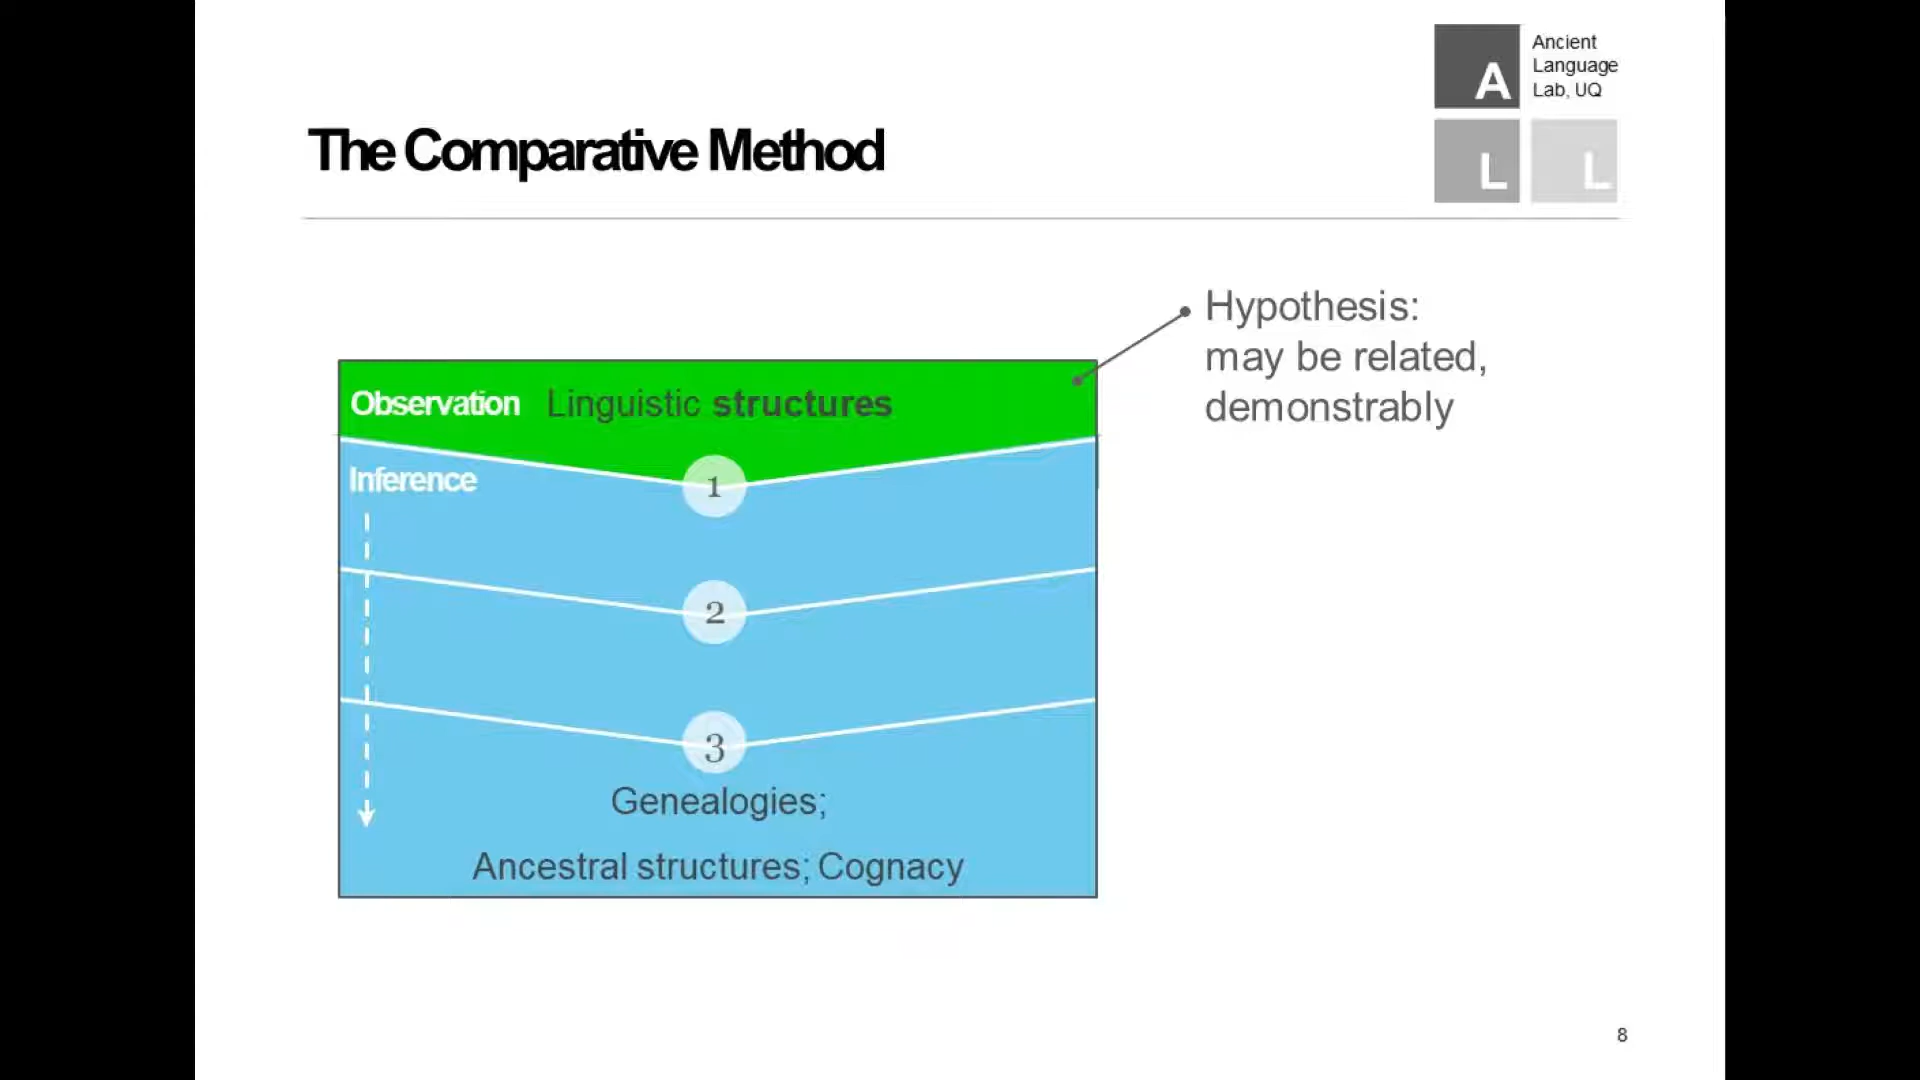 Ancient
Language
Lab, UQ
A
L L
The Comparative Method
Hypothesis:
may be related,
demonstrably
Observation Linguistic structures
1
Inference
2
3
Genealogies;
Ancestral structures; Cognacy
8